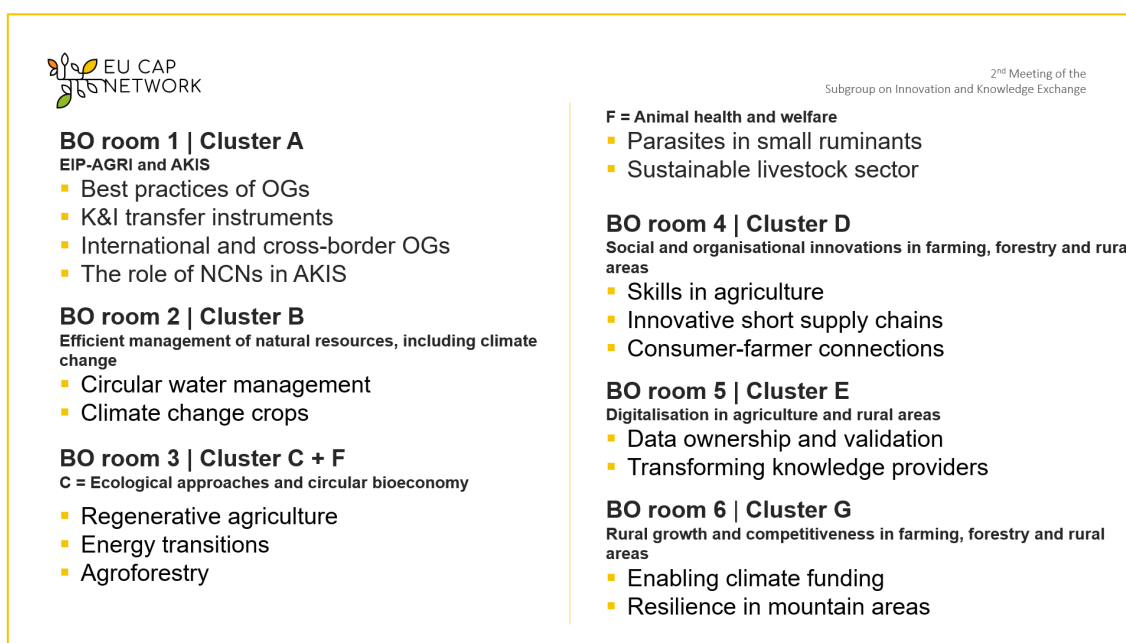 EU CAP
NETWORK
2nd Meeting of the
Subgroup on Innovation and Knowledge Exchange
BO room 1 | Cluster A
EIP-AGRI and AKIS
▪ Best practices of OGs
▪ K&I transfer instruments
▪ International and cross-border OGs
▪ The role of NCNs in AKIS
BO room 2 | Cluster B
Efficient management of natural resources, including climate
change
▪ Circular water management
▪ Climate change crops
BO room 3 | Cluster C + F
C = Ecological approaches and circular bioeconomy
▪ Regenerative agriculture
▪ Energy transitions
▪ Agroforestry
F = Animal health and welfare
▪ Parasites in small ruminants
▪ Sustainable livestock sector
BO room 4 | Cluster D
Social and organisational innovations in farming, forestry and rura
areas
▪ Skills in agriculture
▪ Innovative short supply chains
▪ Consumer-farmer connections
BO room 5 | Cluster E
Digitalisation in agriculture and rural areas
▪ Data ownership and validation
▪ Transforming knowledge providers
BO room 6 | Cluster G
Rural growth and competitiveness in farming, forestry and rural
areas
▪ Enabling climate funding
▪ Resilience in mountain areas